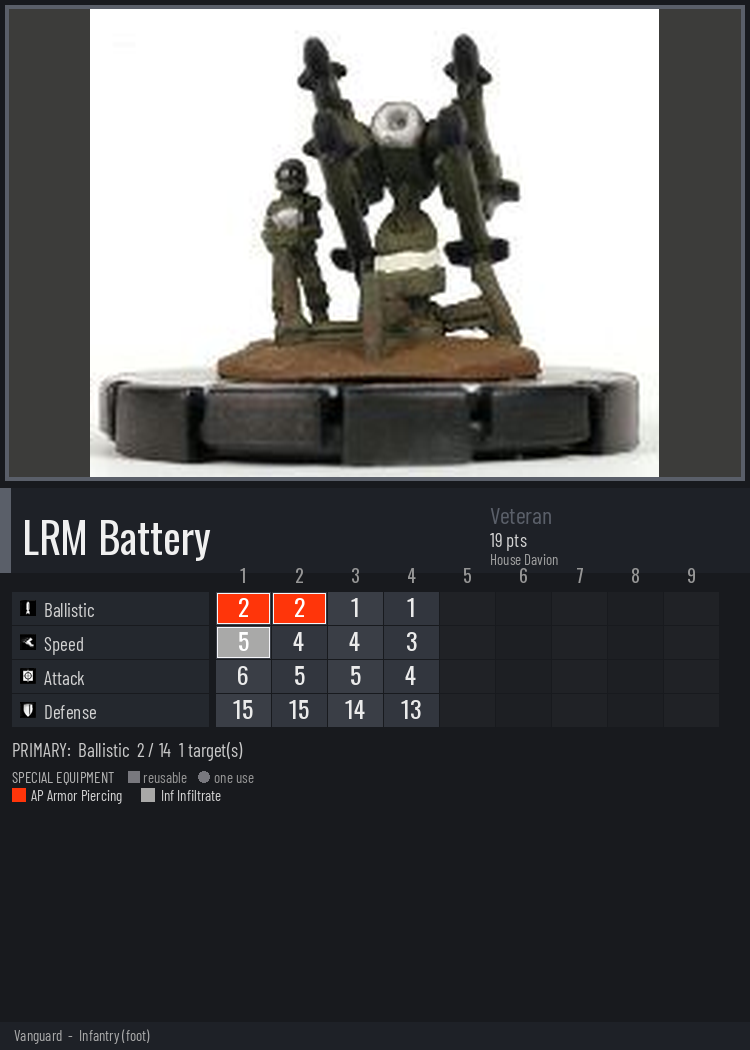 LRM Battery
Veteran
19 pts
House Davion
1 2 3 4 5 6 7 8 9
Ballistic 2 2 1 1
Speed 5 4 4 3
Attack 6 5 5 4
Defense 15 15 14 13
PRIMARY: Ballistic 2 / 14 1 target(s)
SPECIAL EQUIPMENT reusable one use
AP Armor Piercing Inf Infiltrate
Vanguard - Infantry (foot)